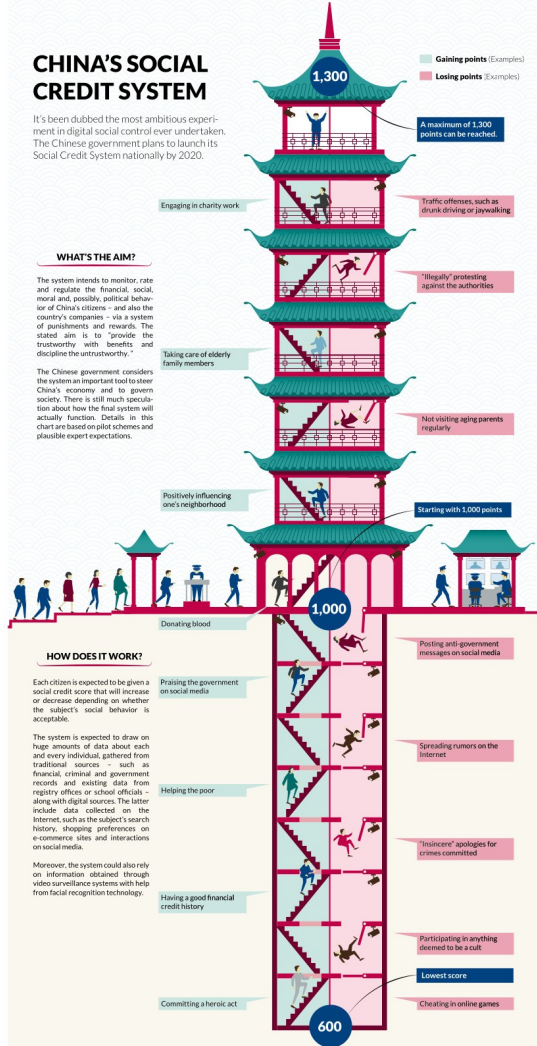 CHINA'S SOCIAL
CREDIT SYSTEM
It's been dubbed the most ambitious experi-
ment in digital social control ever undertaken.
The Chinese government plans to launch its
Social Credit System nationally by 2020.
1,300
Gaining points (Examples)
Losing points (Examples)
A maximum of 1,300
points can be reached.
Engaging in charity work
Traffic offenses, such as
drunk driving or jaywalking
WHAT'S THE AIM?
The system intends to monitor, rate
and regulate the financial, social,
moral and, possibly, political behav-
ior of China's citizens – and also the
country's companies – via a system
of punishments and rewards. The
stated aim is to "provide the
trustworthy with benefits and
discipline the untrustworthy."
The Chinese government considers
the system an important tool to steer
China's economy and to govern
society. There is still much specula-
tion about how the final system will
actually function. Details in this
chart are based on pilot schemes and
plausible expert expectations.
"Illegally" protesting
against the authorities
Taking care of elderly
family members
Not visiting aging parents
regularly
Positively influencing
one's neighborhood
Starting with 1,000 points
1,000
Donating blood
Posting anti-government
messages on social media
HOW DOES IT WORK?
Each citizen is expected to be given a
social credit score that will increase
or decrease depending on whether
the subject's social behavior is
acceptable.
The system is expected to draw on
huge amounts of data about each
and every individual, gathered from
traditional sources – such as
financial, criminal and government
records and existing data from
registry offices or school officials –
along with digital sources. The latter
include data collected on the
Internet, such as the subject's search
history, shopping preferences on
e-commerce sites and interactions
on social media.
Moreover, the system could also rely
on information obtained through
video surveillance systems with help
from facial recognition technology.
Praising the government
on social media
Spreading rumors on the
Internet
Helping the poor
"Insincere" apologies for
crimes committed
Having a good financial
credit history
Participating in anything
deemed to be a cult
Lowest score
Committing a heroic act
Cheating in online games
600